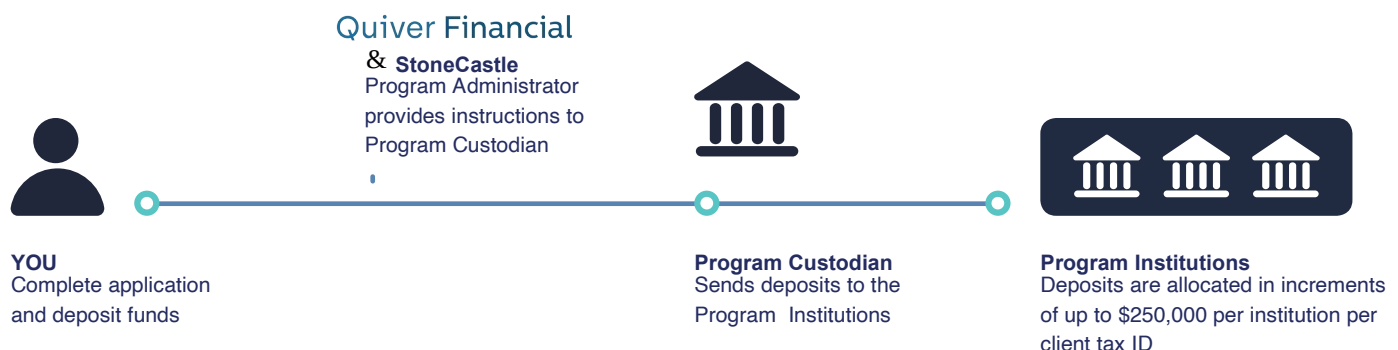 Quiver Financial
& StoneCastle
Program Administrator
provides instructions to
Program Custodian
YOU
Complete application
and deposit funds
Program Custodian
Sends deposits to the
Program Institutions
Program Institutions
Deposits are allocated in increments
of up to $250,000 per institution per
client tax ID